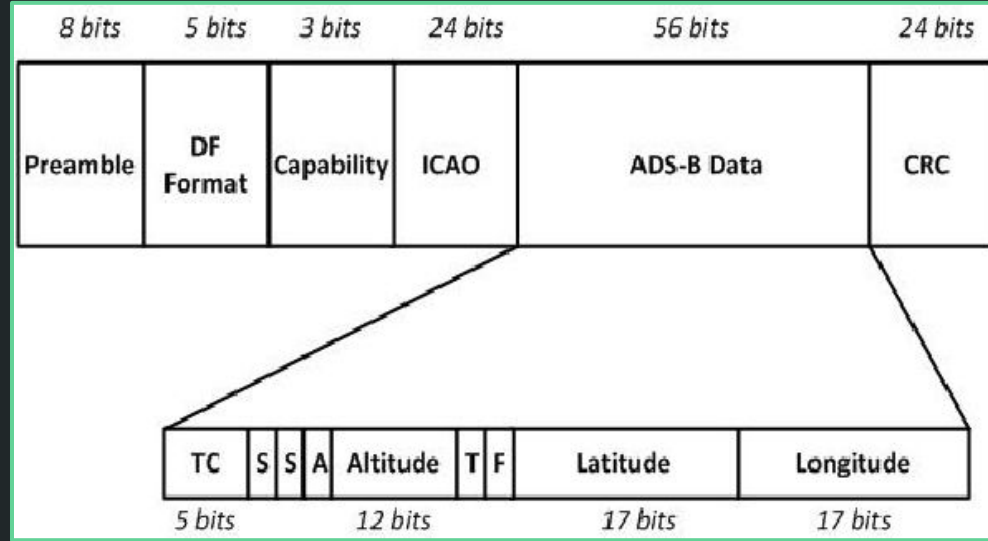 8 bits 5 bits 3 bits 24 bits 56 bits 24 bits
Preamble DF Format Capability ICAO ADS-B Data CRC
TC S S A Altitude T F Latitude Longitude
5 bits 12 bits 17 bits 17 bits